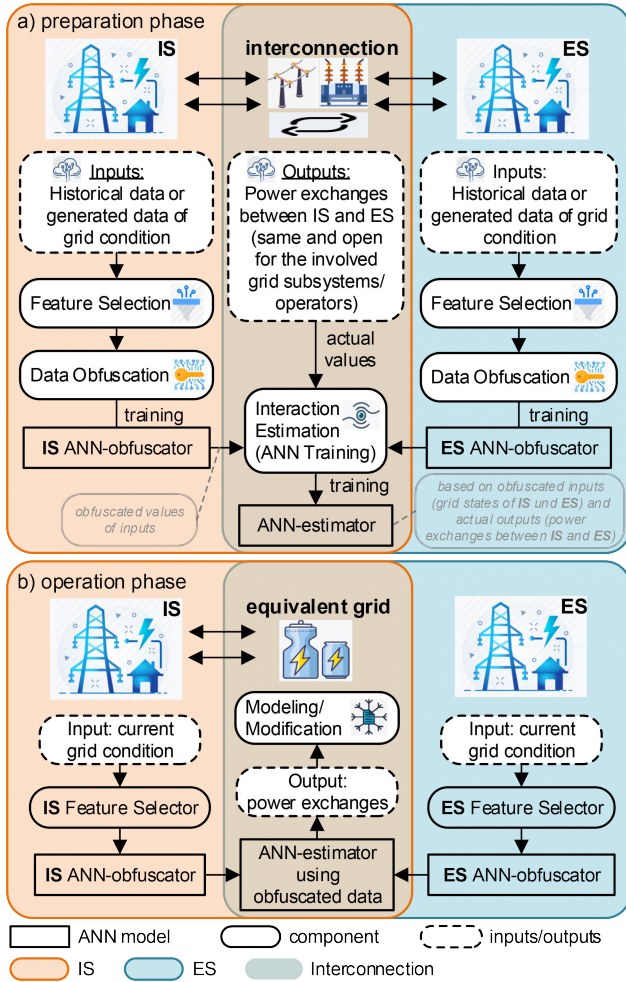 a) preparation phase
IS
interconnection
ES
Inputs:
Historical data or
generated data of
grid condition
Outputs:
Power exchanges
between IS and ES
(same and open
for the involved
grid subsystems/
operators)
Inputs:
Historical data or
generated data of grid
condition
Feature Selection
Feature Selection
actual
values
Data Obfuscation
Data Obfuscation
training
Interaction
Estimation
(ANN Training)
training
IS ANN-obfuscator
ES ANN-obfuscator
training
obfuscated values
of inputs
ANN-estimator
based on obfuscated inputs
(grid states of IS und ES) and
actual outputs (power
exchanges between IS and ES)
b) operation phase
IS
equivalent grid
ES
Input: current
grid condition
Modeling/
Modification
Input: current
grid condition
Output:
power exchanges
IS Feature Selector
ES Feature Selector
IS ANN-obfuscator
ANN-estimator
using
obfuscated data
ES ANN-obfuscator
ANN model
component
inputs/outputs
IS
ES
Interconnection